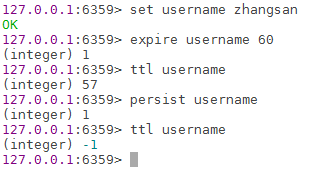 127.0.0.1:6359> set username zhangsan
OK
127.0.0.1:6359> expire username 60
(integer) 1
127.0.0.1:6359> ttl username
(integer) 57
127.0.0.1:6359> persist username
(integer) 1
127.0.0.1:6359> ttl username
(integer) -1
127.0.0.1:6359>